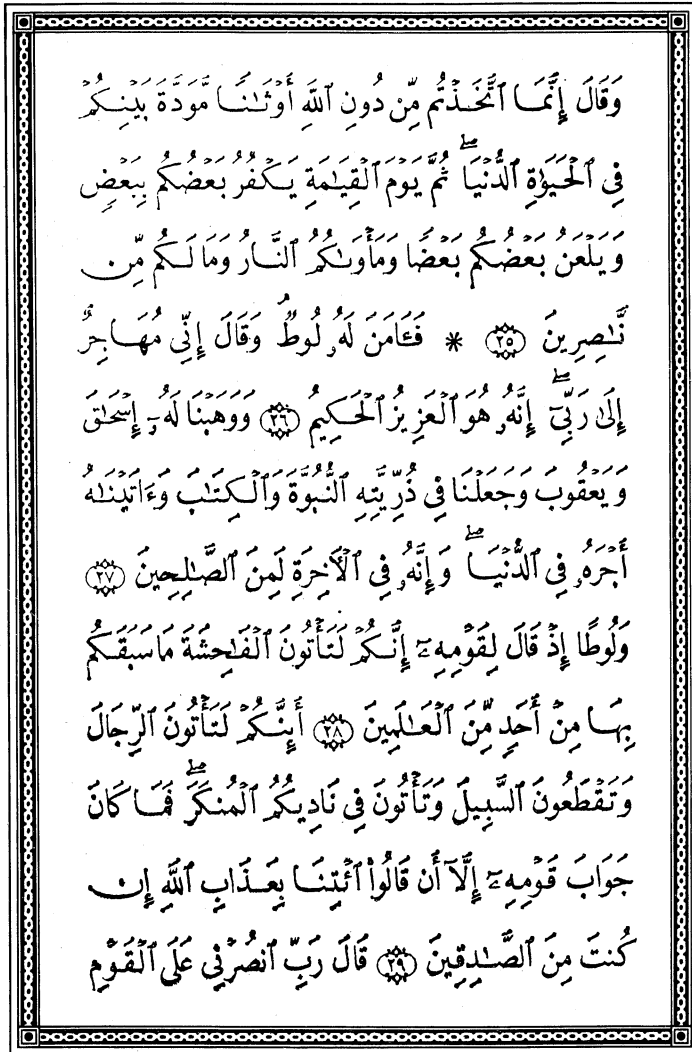 وَقَالَ إِنَّمَا ٱتَّخَذْتُم مِّن دُونِ ٱللَّهِ أَوْثَٰنًا مَّوَدَّةَ بَيْنِكُمْ
فِي ٱلْحَيَوٰةِ ٱلدُّنْيَا ۖ ثُمَّ يَوْمَ ٱلْقِيَٰمَةِ يَكْفُرُ بَعْضُكُم بِبَعْضٍ
وَيَلْعَنُ بَعْضُكُم بَعْضًا وَمَأْوَىٰكُمُ ٱلنَّارُ وَمَا لَكُم مِّن
نَّٰصِرِينَ ٢٥ * فَـَٔامَنَ لَهُۥ لُوطٌ ۘ وَقَالَ إِنِّي مُهَاجِرٌ
إِلَىٰ رَبِّيٓ ۖ إِنَّهُۥ هُوَ ٱلْعَزِيزُ ٱلْحَكِيمُ ٢٦ وَوَهَبْنَا لَهُۥٓ إِسْحَٰقَ
وَيَعْقُوبَ وَجَعَلْنَا فِي ذُرِّيَّتِهِ ٱلنُّبُوَّةَ وَٱلْكِتَٰبَ وَءَاتَيْنَٰهُ
أَجْرَهُۥ فِي ٱلدُّنْيَا ۖ وَإِنَّهُۥ فِي ٱلْأَخِرَةِ لَمِنَ ٱلصَّٰلِحِينَ ٢٧
وَلُوطًا إِذْ قَالَ لِقَوْمِهِۦٓ إِنَّكُمْ لَتَأْتُونَ ٱلْفَٰحِشَةَ مَا سَبَقَكُم
بِهَا مِنْ أَحَدٍ مِّنَ ٱلْعَٰلَمِينَ ٢٨ أَئِنَّكُمْ لَتَأْتُونَ ٱلرِّجَالَ
وَتَقْطَعُونَ ٱلسَّبِيلَ وَتَأْتُونَ فِي نَادِيكُمُ ٱلْمُنكَرَ ۖ فَمَا كَانَ
جَوَابَ قَوْمِهِۦٓ إِلَّآ أَن قَالُوا۟ ٱئْتِنَا بِعَذَابِ ٱللَّهِ إِن
كُنتَ مِنَ ٱلصَّٰدِقِينَ ٢٩ قَالَ رَبِّ ٱنصُرْنِي عَلَى ٱلْقَوْمِ